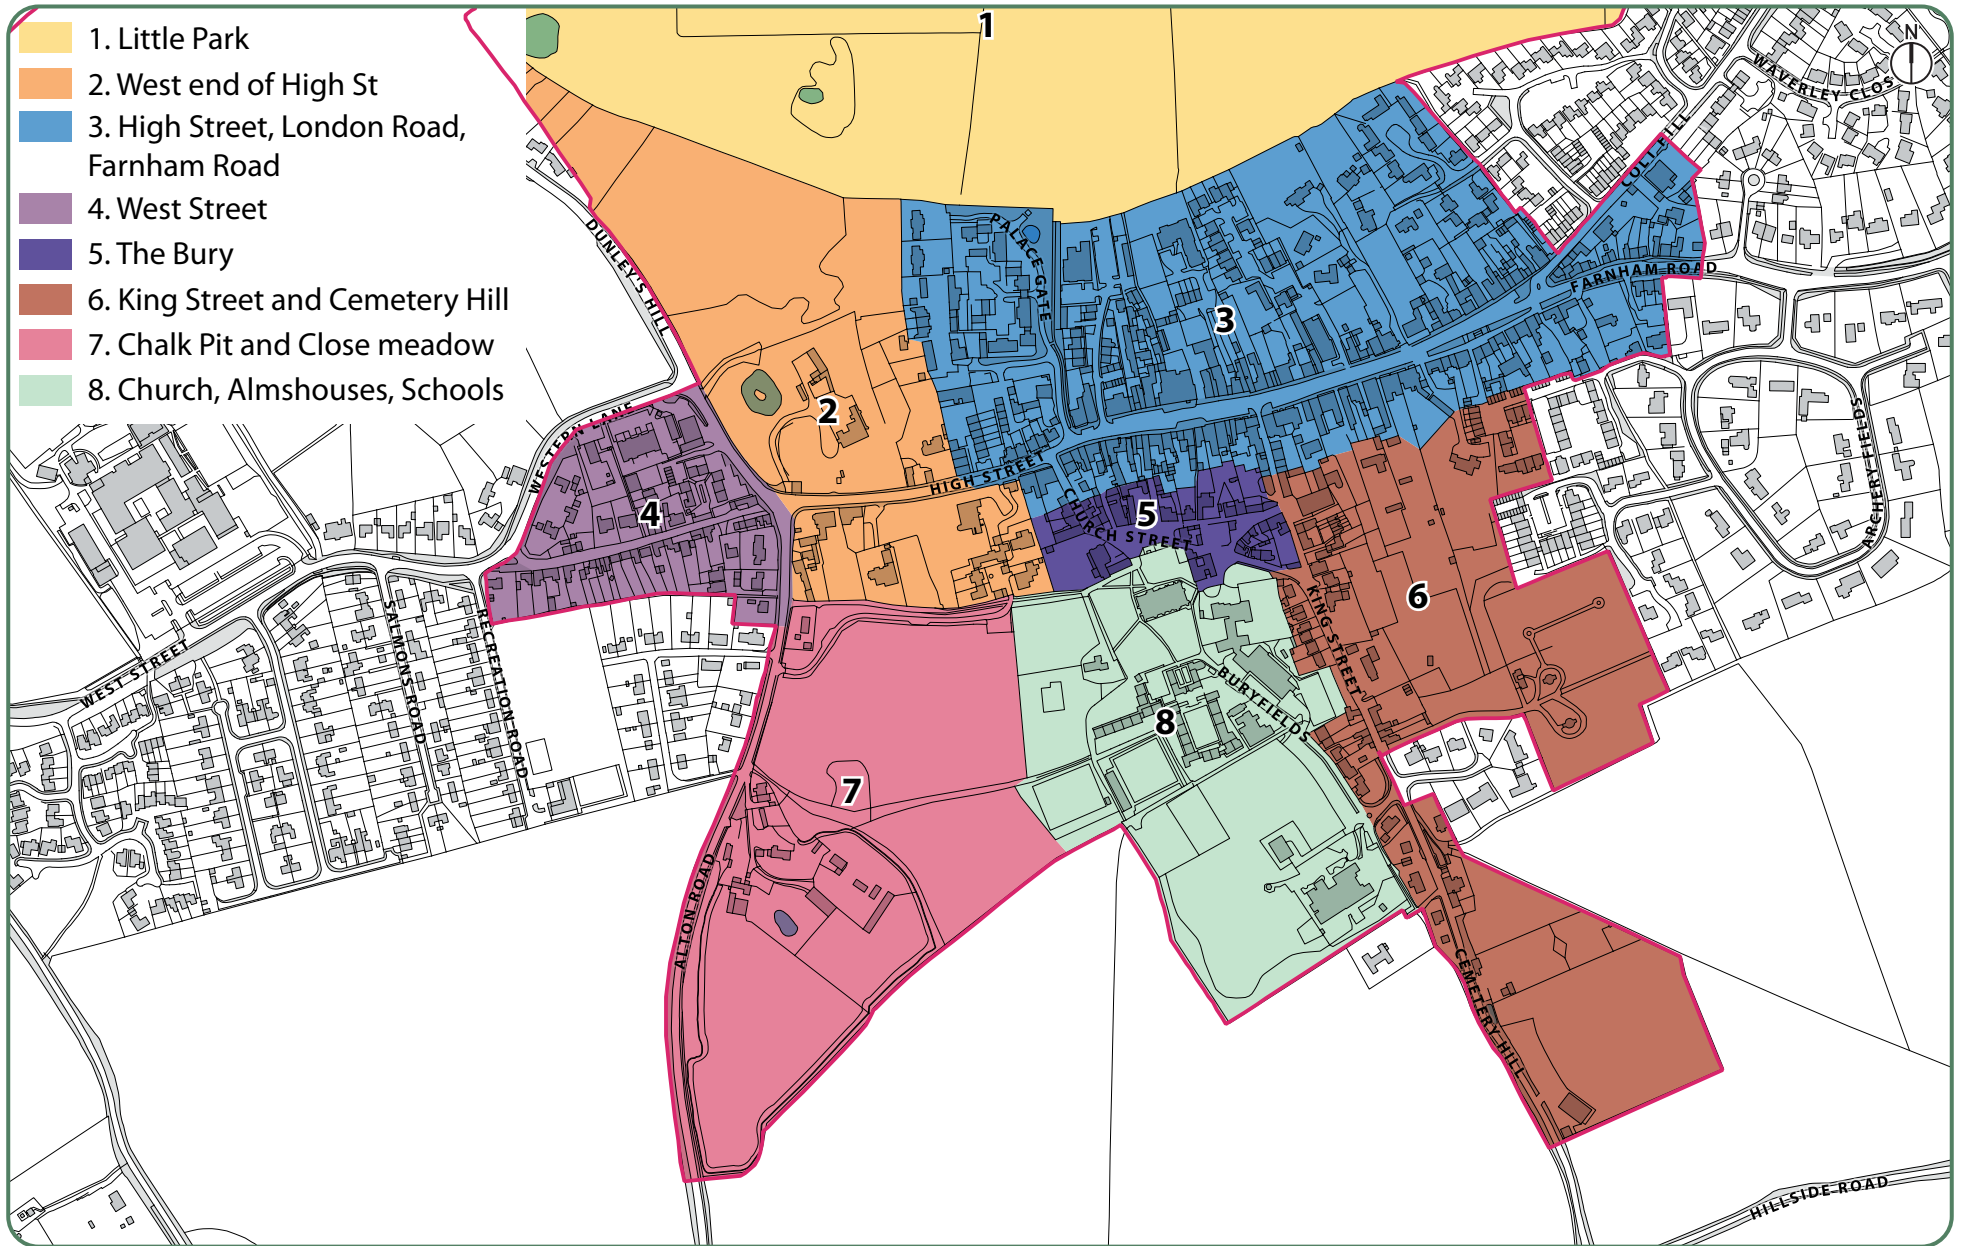 1. Little Park
2. West end of High St
3. High Street, London Road,
Farnham Road
4. West Street
5. The Bury
6. King Street and Cemetery Hill
7. Chalk Pit and Close meadow
8. Church, Almshouses, Schools
1
N
WAVERLEY CLOS
COLT HILL
DUNLEY'S HILL
PALACE GATE
FARNHAM ROAD
3
2
WESTERN LANE
HIGH STREET
ARCHERY FIELDS
4
5
CHURCH STREET
6
KING STREET
SALMONS ROAD
RECREATION ROAD
WEST STREET
BURYFIELDS
8
7
ALTON ROAD
CEMETERY HILL
HILLSIDE ROAD